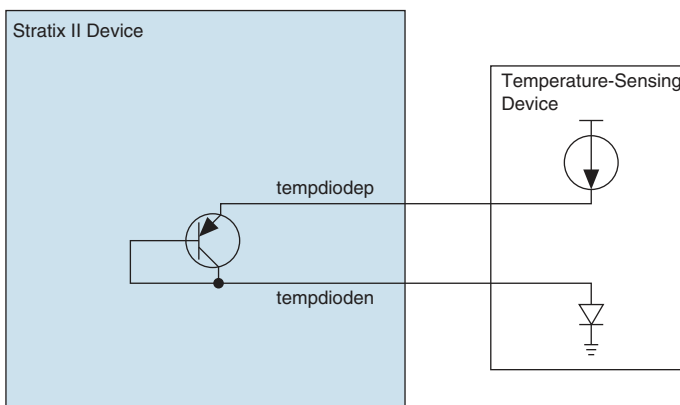 Stratix II Device
Temperature-Sensing
Device
tempdiodep
tempdioden